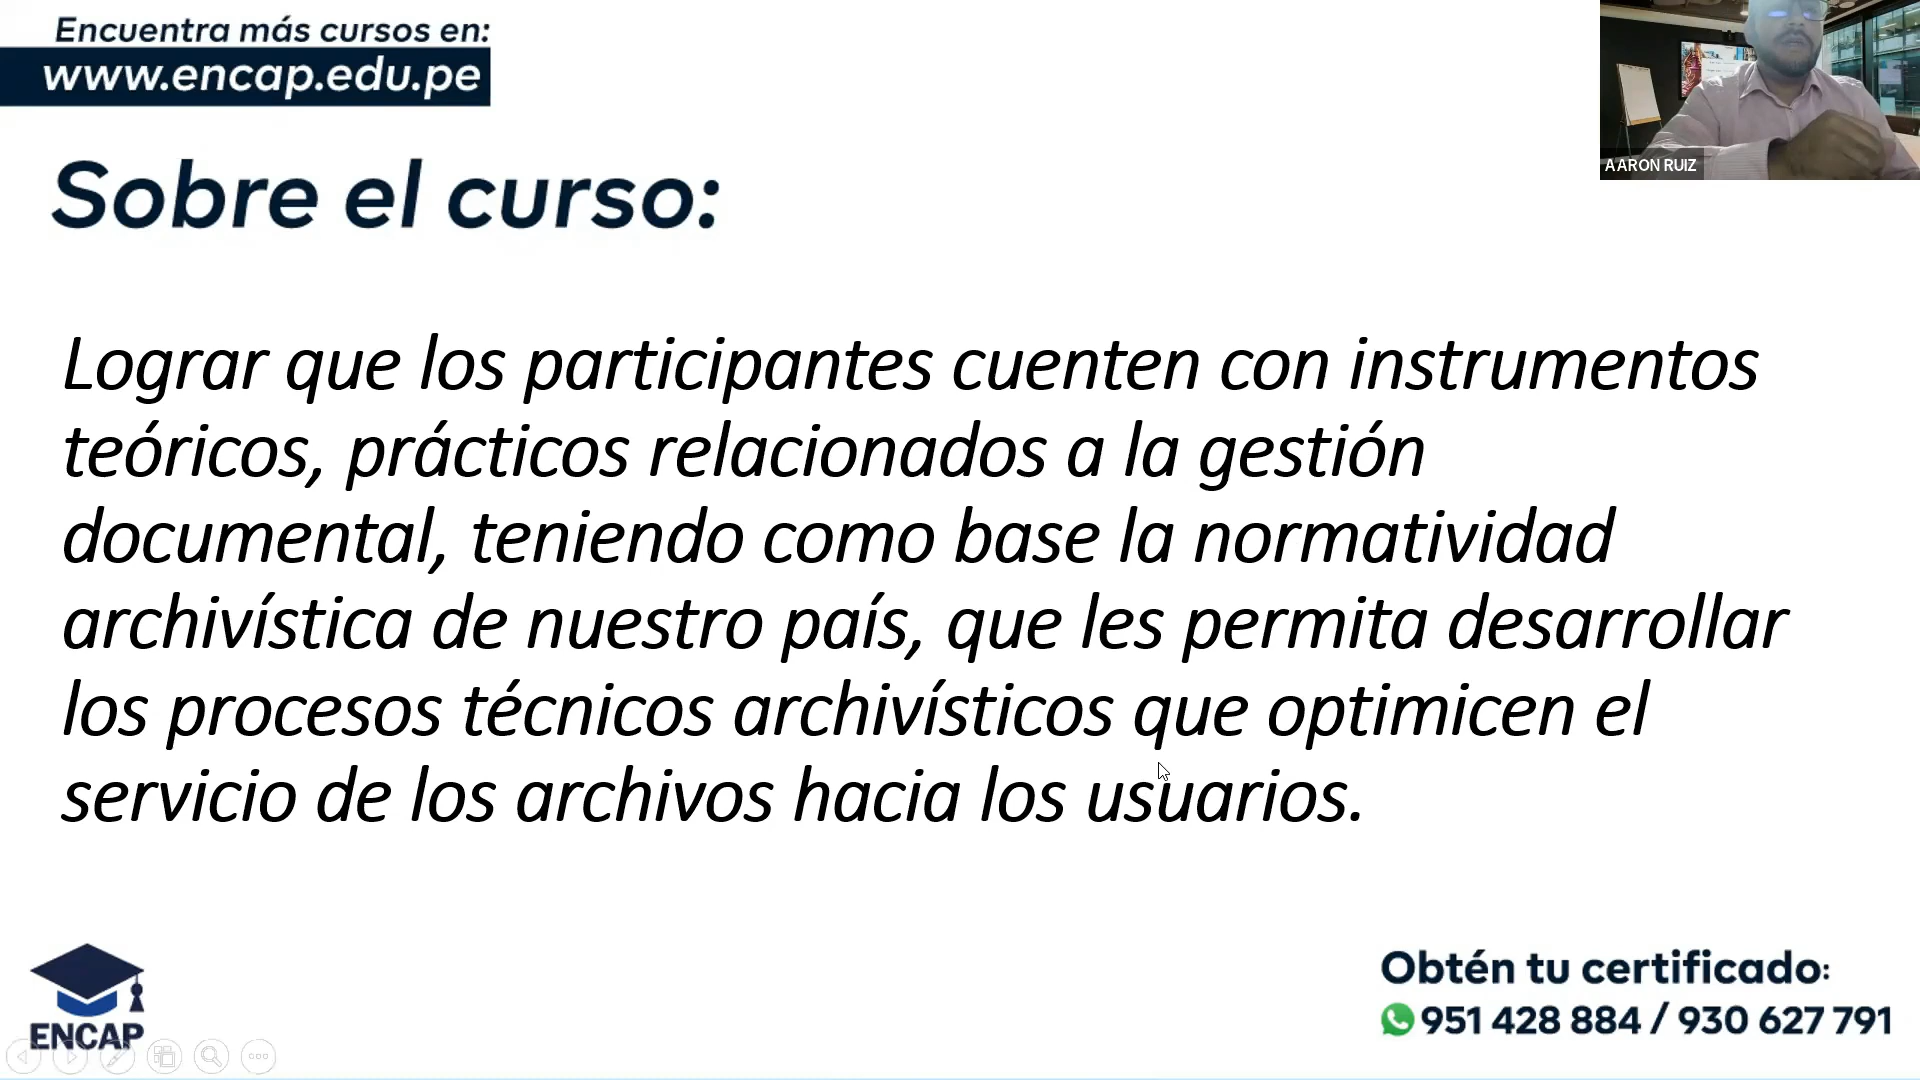 Encuentra más cursos en:
www.encap.edu.pe
AARON RUIZ
Sobre el curso:
Lograr que los participantes cuenten con instrumentos
teóricos, prácticos relacionados a la gestión
documental, teniendo como base la normatividad
archivística de nuestro país, que les permita desarrollar
los procesos técnicos archivísticos que optimicen el
servicio de los archivos hacia los usuarios.
ENCAP
Obtén tu certificado:
951 428 884 / 930 627 791